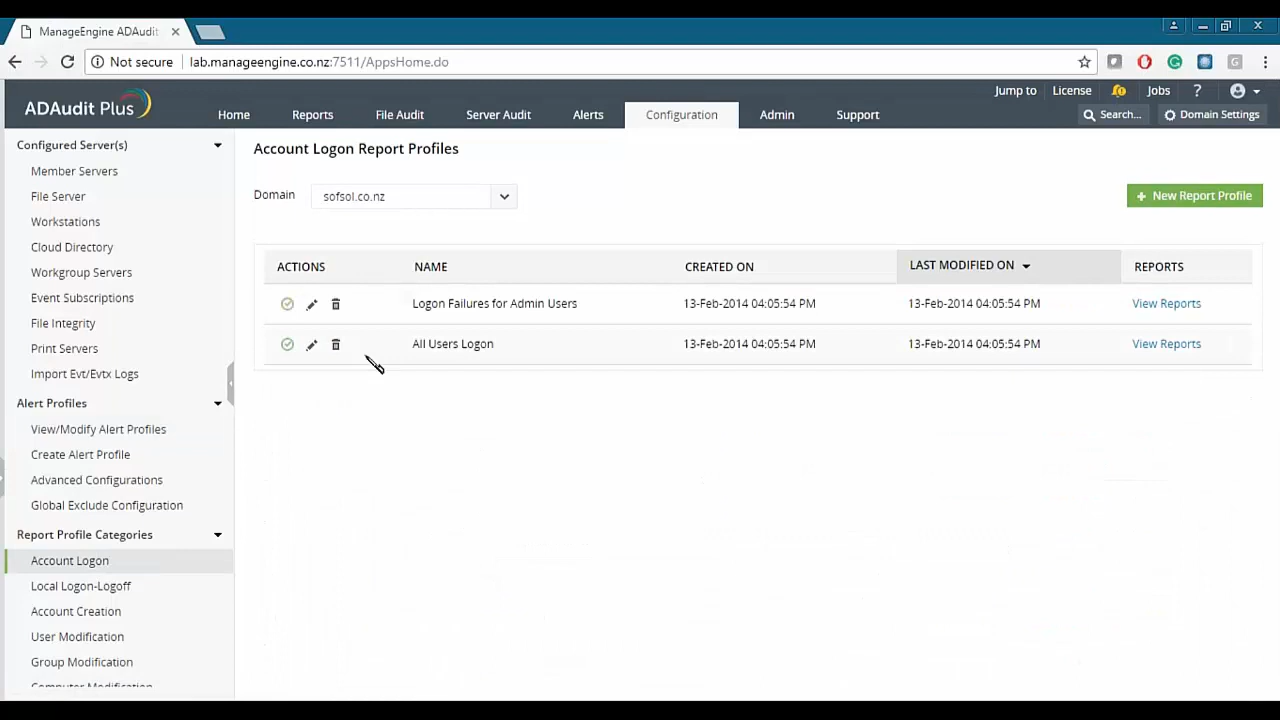 ManageEngine ADAudit
Not secure lab.manageengine.co.nz:7511/AppsHome.do
Jump to License Jobs ?
ADAudit Plus
Home Reports File Audit Server Audit Alerts Configuration Admin Support Search... Domain Settings
Configured Server(s)
Member Servers
File Server
Workstations
Cloud Directory
Workgroup Servers
Event Subscriptions
File Integrity
Print Servers
Import Evt/Evtx Logs
Alert Profiles
View/Modify Alert Profiles
Create Alert Profile
Advanced Configurations
Global Exclude Configuration
Report Profile Categories
Account Logon
Local Logon-Logoff
Account Creation
User Modification
Group Modification
Computer Modification
Account Logon Report Profiles
Domain sofsol.co.nz
+ New Report Profile
ACTIONS NAME CREATED ON LAST MODIFIED ON REPORTS
Logon Failures for Admin Users 13-Feb-2014 04:05:54 PM 13-Feb-2014 04:05:54 PM View Reports
All Users Logon 13-Feb-2014 04:05:54 PM 13-Feb-2014 04:05:54 PM View Reports